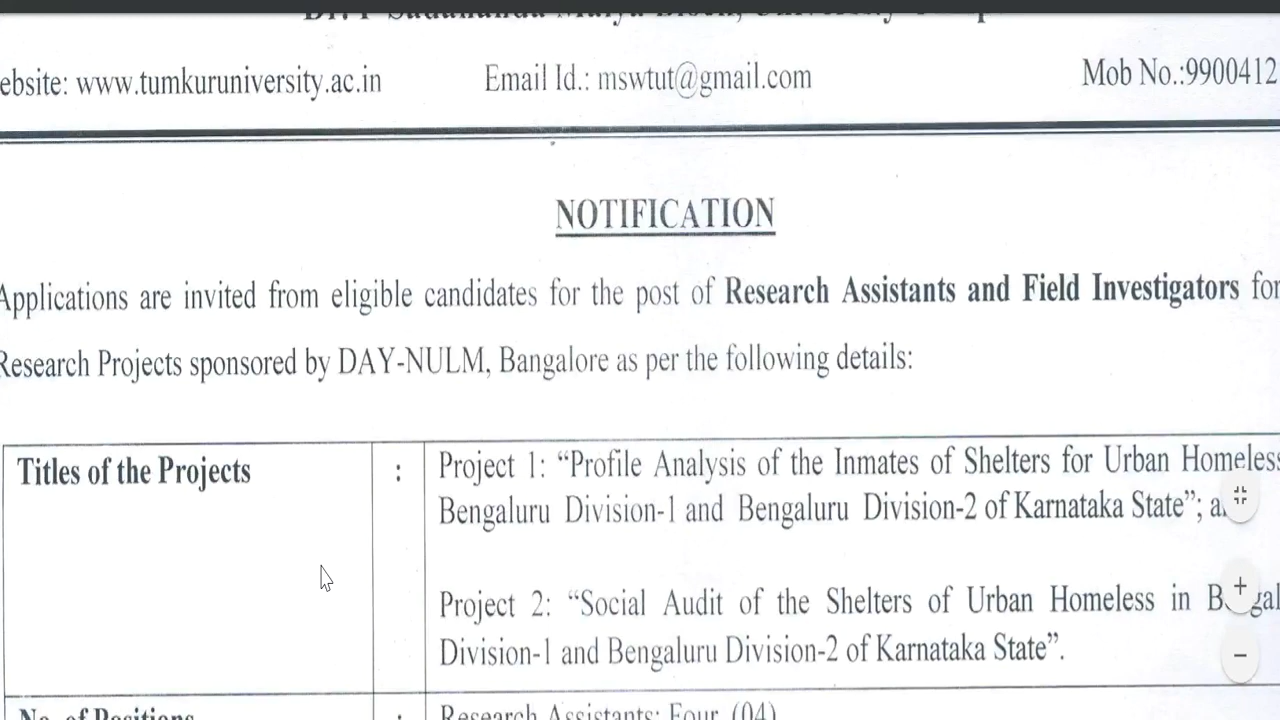 ebsite: www.tumkuruniversity.ac.in Email Id.: mswtut@gmail.com Mob No.:9900412
NOTIFICATION
Applications are invited from eligible candidates for the post of Research Assistants and Field Investigators for
Research Projects sponsored by DAY-NULM, Bangalore as per the following details:
Titles of the Projects : Project 1: “Profile Analysis of the Inmates of Shelters for Urban Homeless
Bengaluru Division-1 and Bengaluru Division-2 of Karnataka State”;
Project 2: “Social Audit of the Shelters of Urban Homeless in
Division-1 and Bengaluru Division-2 of Karnataka State”.
No. of Positions : Research Assistants: Four (04)